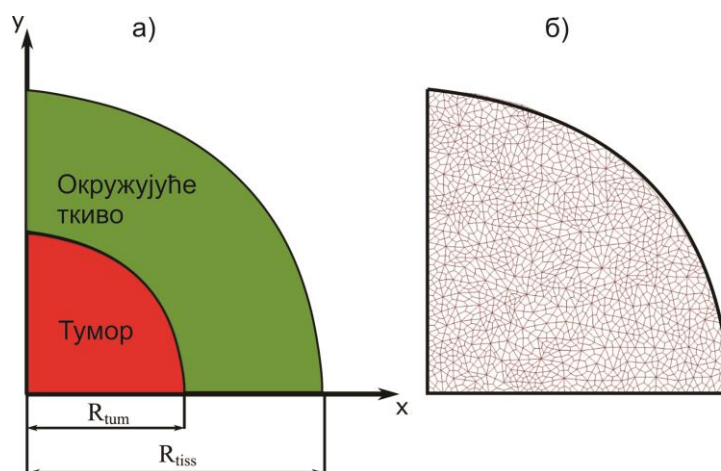 y
а)
б)
Окружујуће
ткиво
Тумор
x
R_tum
R_tiss